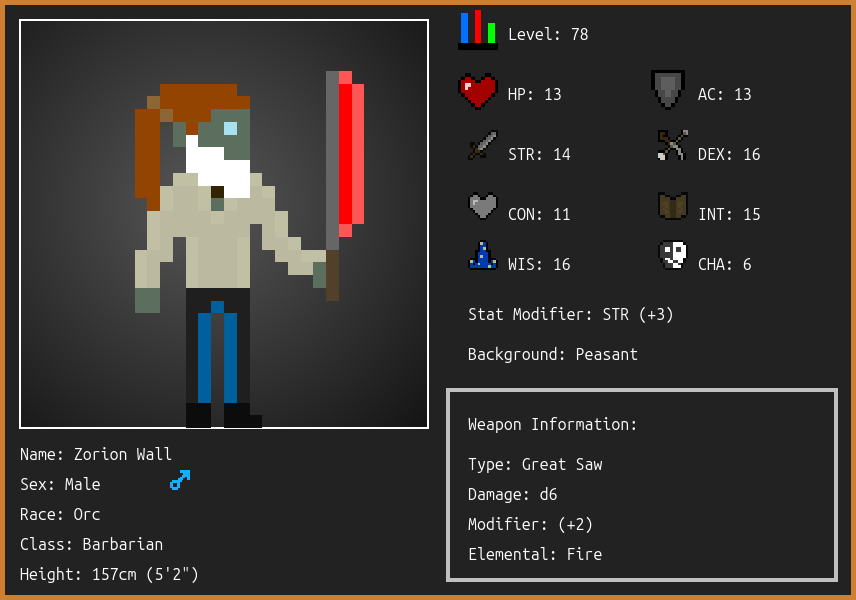 Level: 78
HP: 13
AC: 13
STR: 14
DEX: 16
CON: 11
INT: 15
WIS: 16
CHA: 6
Stat Modifier: STR (+3)
Background: Peasant
Weapon Information:
Type: Great Saw
Damage: d6
Modifier: (+2)
Elemental: Fire
Name: Zorion Wall
Sex: Male
Race: Orc
Class: Barbarian
Height: 157cm (5'2")